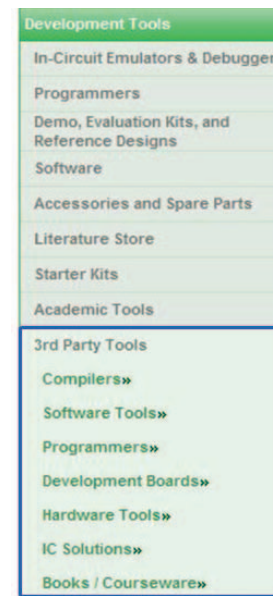 Development Tools
In-Circuit Emulators & Debugger
Programmers
Demo, Evaluation Kits, and
Reference Designs
Software
Accessories and Spare Parts
Literature Store
Starter Kits
Academic Tools
3rd Party Tools
Compilers»
Software Tools»
Programmers»
Development Boards»
Hardware Tools»
IC Solutions»
Books / Courseware»